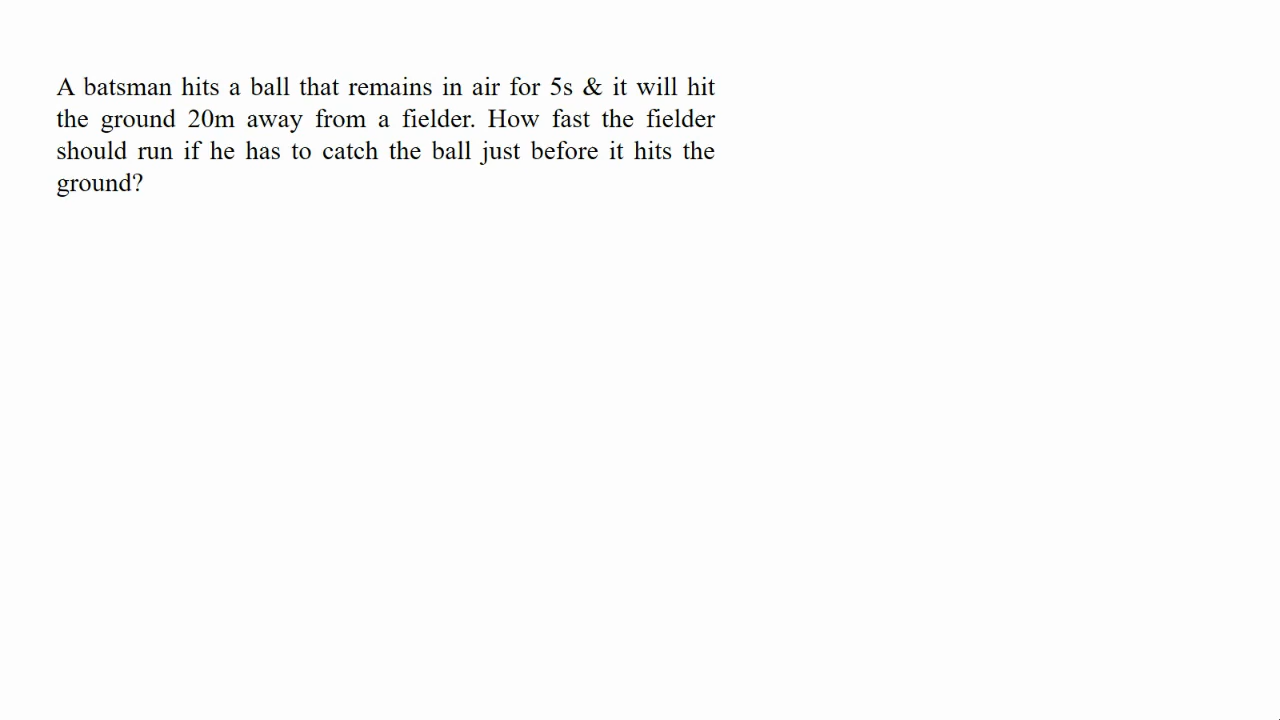 A batsman hits a ball that remains in air for 5s & it will hit
the ground 20m away from a fielder. How fast the fielder
should run if he has to catch the ball just before it hits the
ground?